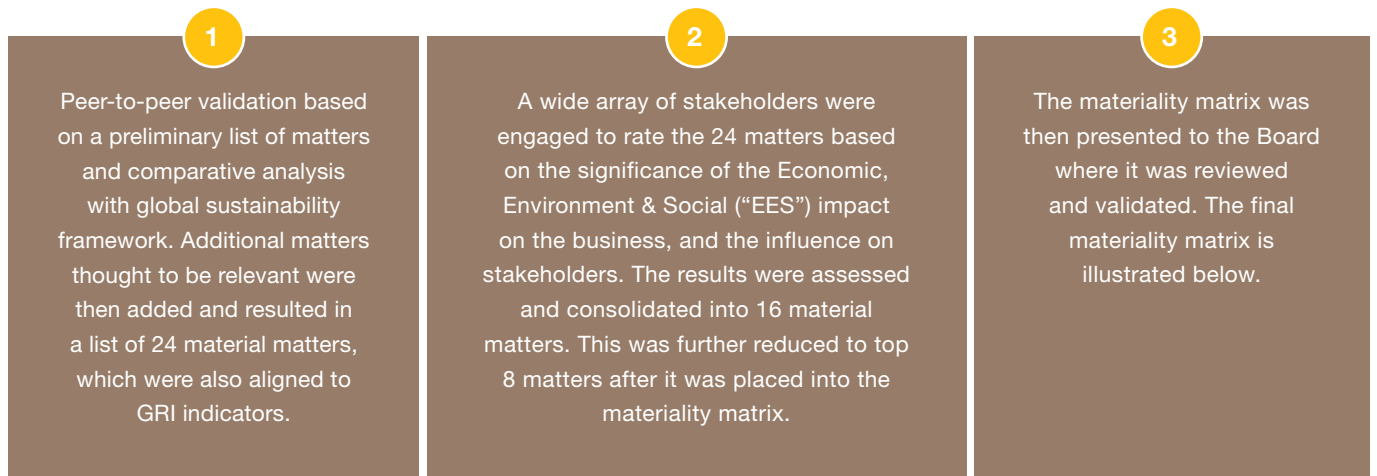 1
Peer-to-peer validation based
on a preliminary list of matters
and comparative analysis
with global sustainability
framework. Additional matters
thought to be relevant were
then added and resulted in
a list of 24 material matters,
which were also aligned to
GRI indicators.
2
A wide array of stakeholders were
engaged to rate the 24 matters based
on the significance of the Economic,
Environment & Social (“EES”) impact
on the business, and the influence on
stakeholders. The results were assessed
and consolidated into 16 material
matters. This was further reduced to top
8 matters after it was placed into the
materiality matrix.
3
The materiality matrix was
then presented to the Board
where it was reviewed
and validated. The final
materiality matrix is
illustrated below.